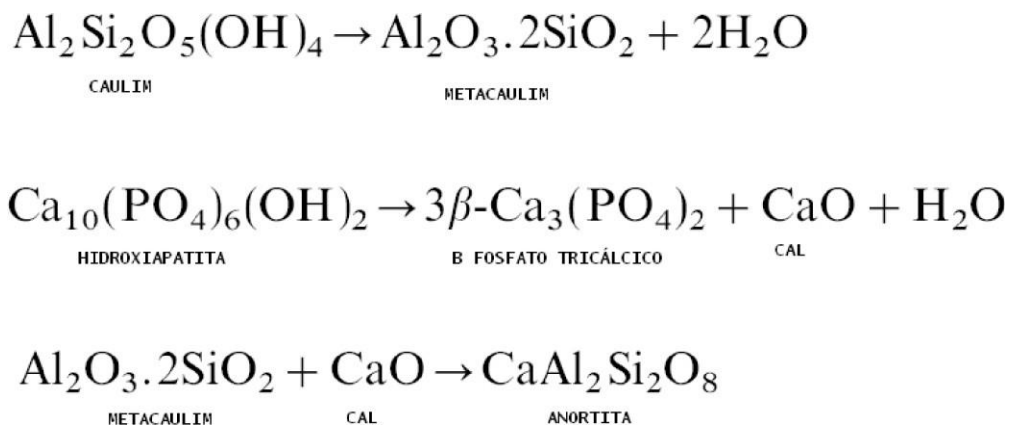 Al₂Si₂O₅(OH)₄ → Al₂O₃.2SiO₂ + 2H₂O
CAULIM METACAULIM
Ca₁₀(PO₄)₆(OH)₂ → 3β-Ca₃(PO₄)₂ + CaO + H₂O
HIDROXIAPATITA B FOSFATO TRICÁLCICO CAL
Al₂O₃.2SiO₂ + CaO → CaAl₂Si₂O₈
METACAULIM CAL ANORTITA